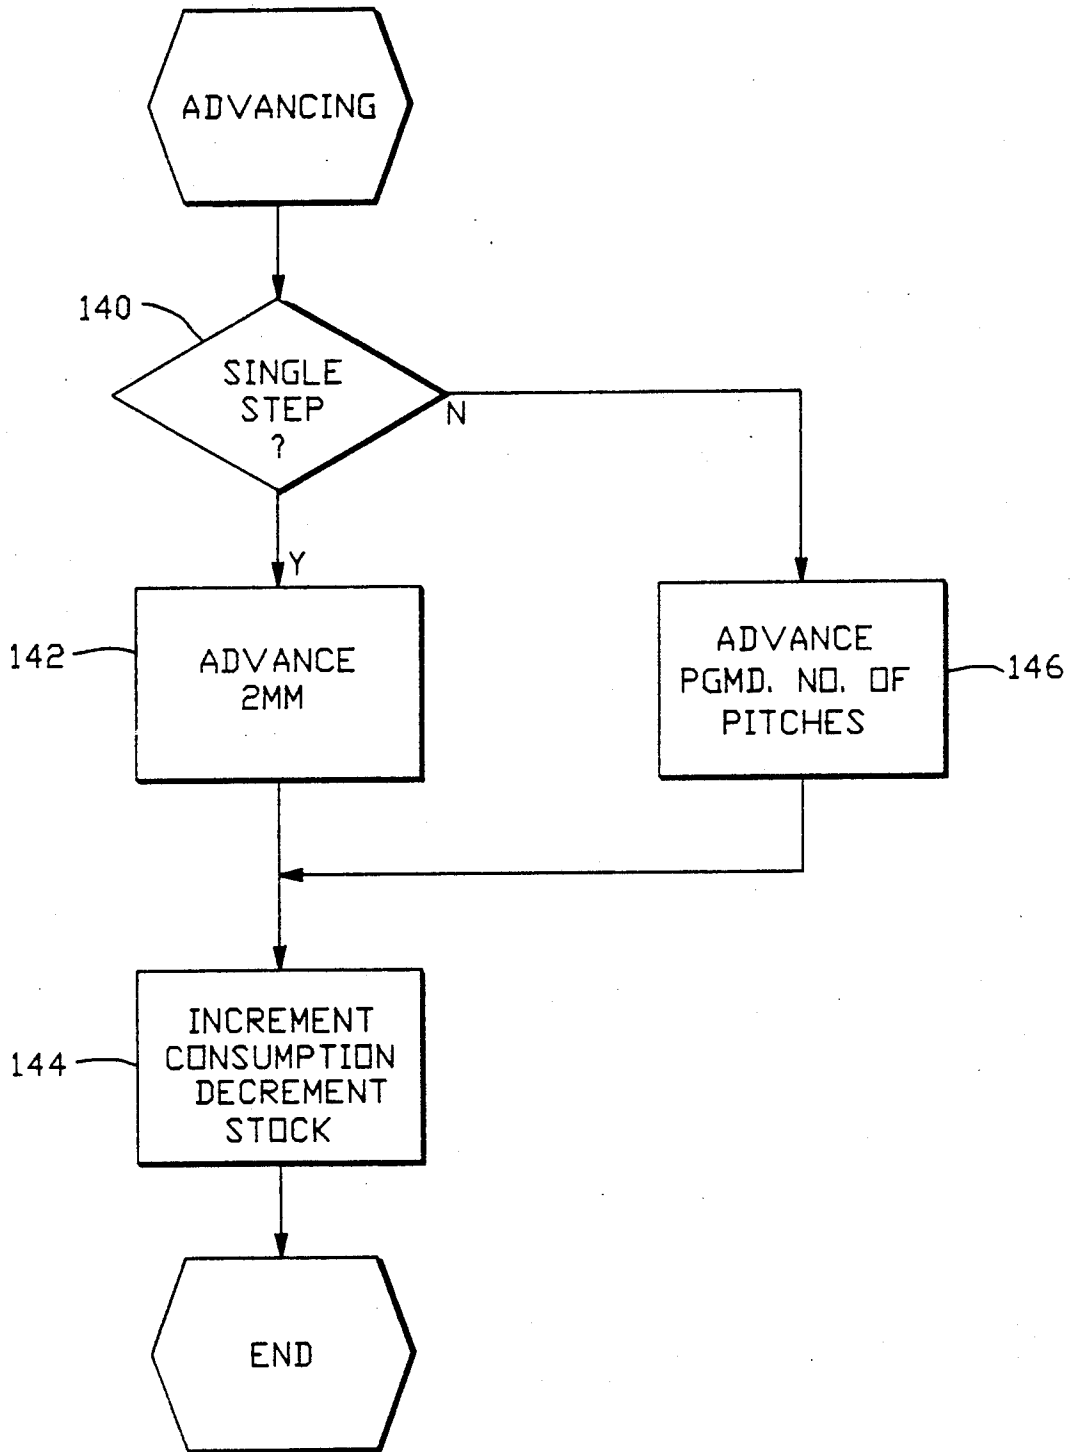 ADVANCING
140
SINGLE
STEP
?
N
Y
142
ADVANCE
2MM
ADVANCE
PGMD. NO. OF
PITCHES
146
144
INCREMENT
CONSUMPTION
DECREMENT
STOCK
END